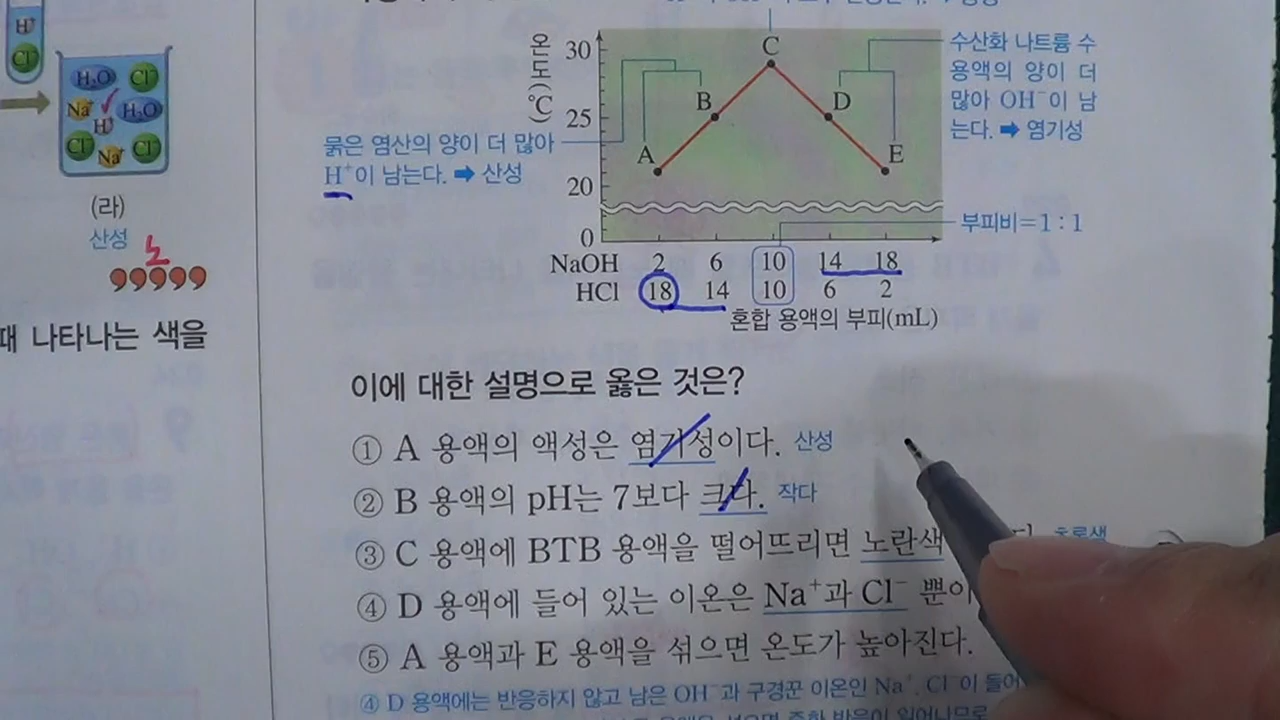 H⁺
Cl⁻
H₂O Cl⁻
Na⁺ H₂O
H⁺
Cl⁻ Cl⁻
Na⁺
(라)
산성
노
때 나타나는 색을
온도(℃)
30
25
20
0
A
B
C
D
E
묽은 염산의 양이 더 많아
H⁺이 남는다. ➡ 산성
수산화 나트륨 수
용액의 양이 더
많아 OH⁻이 남
는다. ➡ 염기성
부피비=1:1
NaOH 2 6 10 14 18
HCl 18 14 10 6 2
혼합 용액의 부피(mL)
이에 대한 설명으로 옳은 것은?
① A 용액의 액성은 염기성이다. 산성
② B 용액의 pH는 7보다 크다. 작다
③ C 용액에 BTB 용액을 떨어뜨리면 노란색 초록색
④ D 용액에 들어 있는 이온은 Na⁺과 Cl⁻ 뿐이
⑤ A 용액과 E 용액을 섞으면 온도가 높아진다.
④ D 용액에는 반응하지 않고 남은 OH⁻과 구경꾼 이온인 Na⁺, Cl⁻이 들어